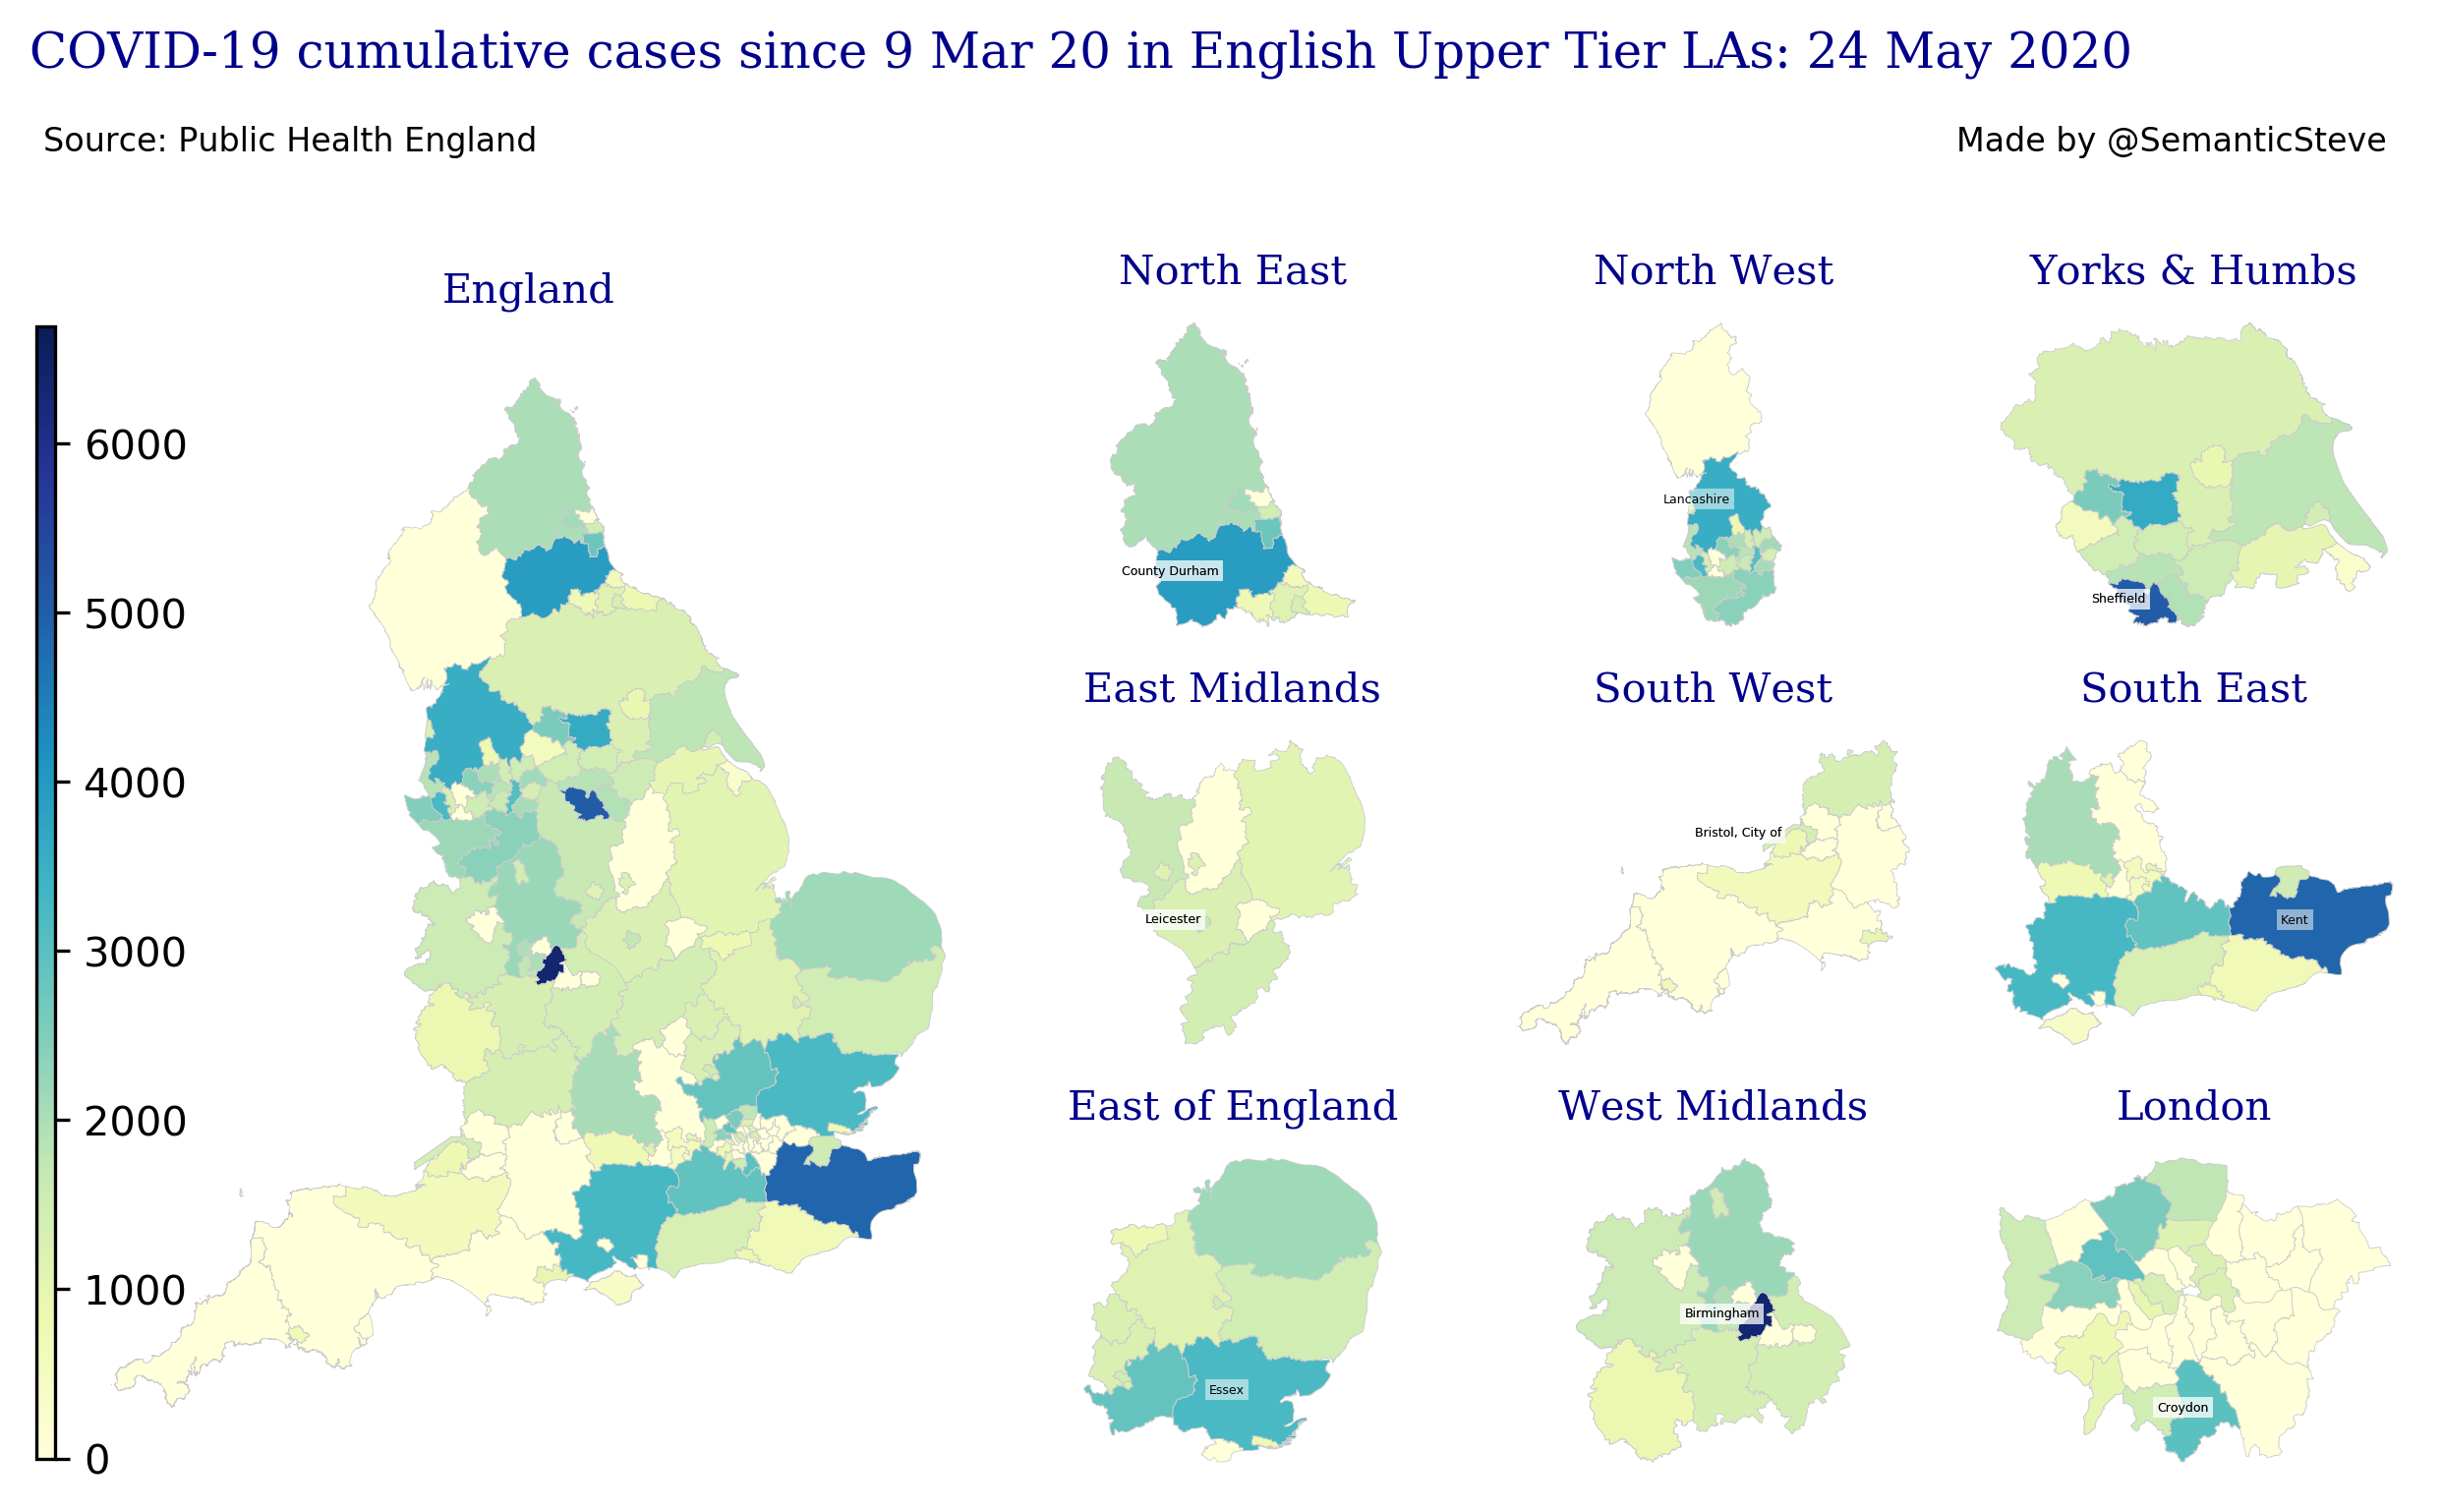 COVID-19 cumulative cases since 9 Mar 20 in English Upper Tier LAs: 24 May 2020
Source: Public Health England
Made by @SemanticSteve
England
6000
5000
4000
3000
2000
1000
0
North East
County Durham
North West
Lancashire
Yorks & Humbs
Sheffield
East Midlands
Leicester
South West
Bristol, City of
South East
Kent
East of England
Essex
West Midlands
Birmingham
London
Croydon